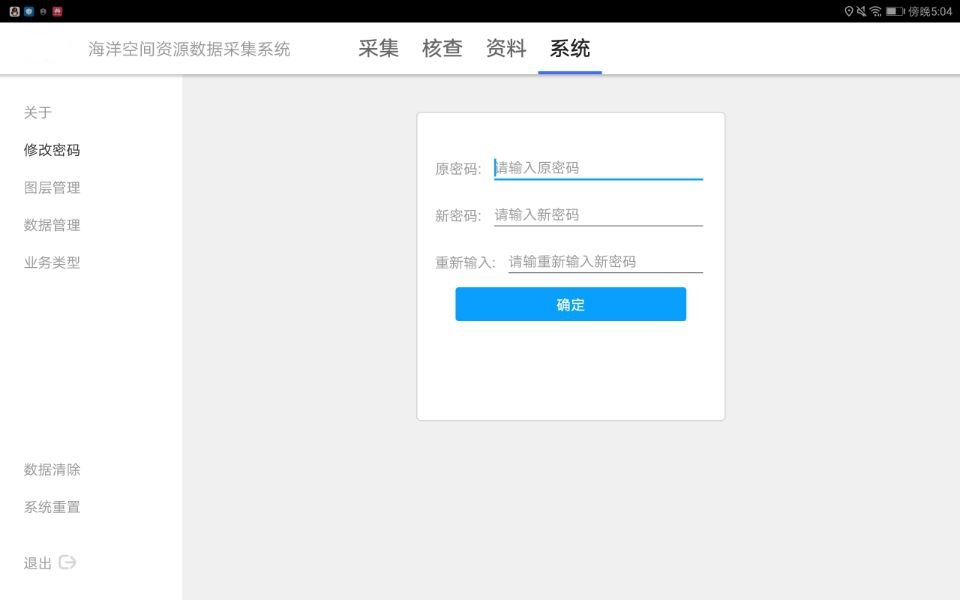 傍晚5:04
海洋空间资源数据采集系统 采集 核查 资料 系统
关于
修改密码
图层管理
数据管理
业务类型
数据清除
系统重置
退出
原密码: 请输入原密码
新密码: 请输入新密码
重新输入: 请输重新输入新密码
确定